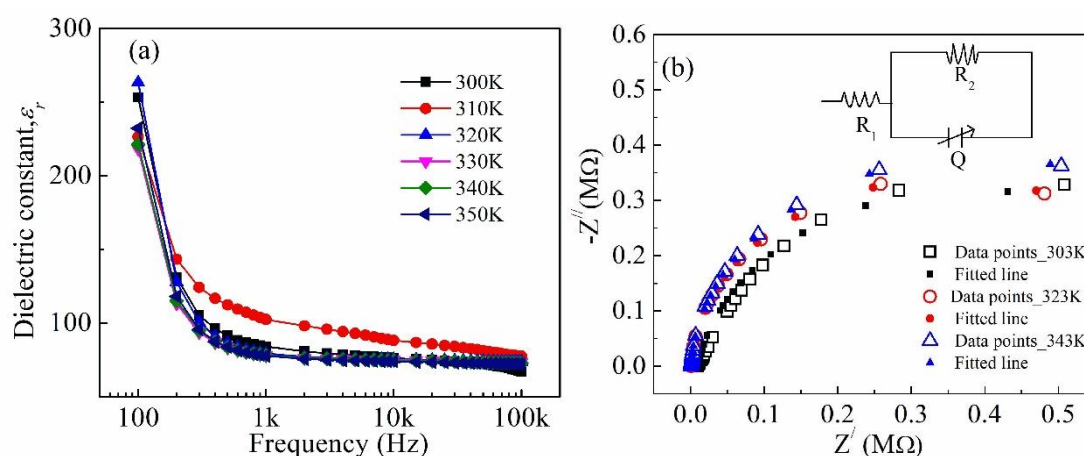 (a)
300
200
100
Dielectric constant,εr
300K
310K
320K
330K
340K
350K
100 1k 10k 100k
Frequency (Hz)
(b)
0.6
0.5
0.4
0.3
0.2
0.1
0.0
-Z//(MΩ)
R2
R1
Q
Data points_303K
Fitted line
Data points_323K
Fitted line
Data points_343K
Fitted line
0.0 0.1 0.2 0.3 0.4 0.5
Z/ (MΩ)